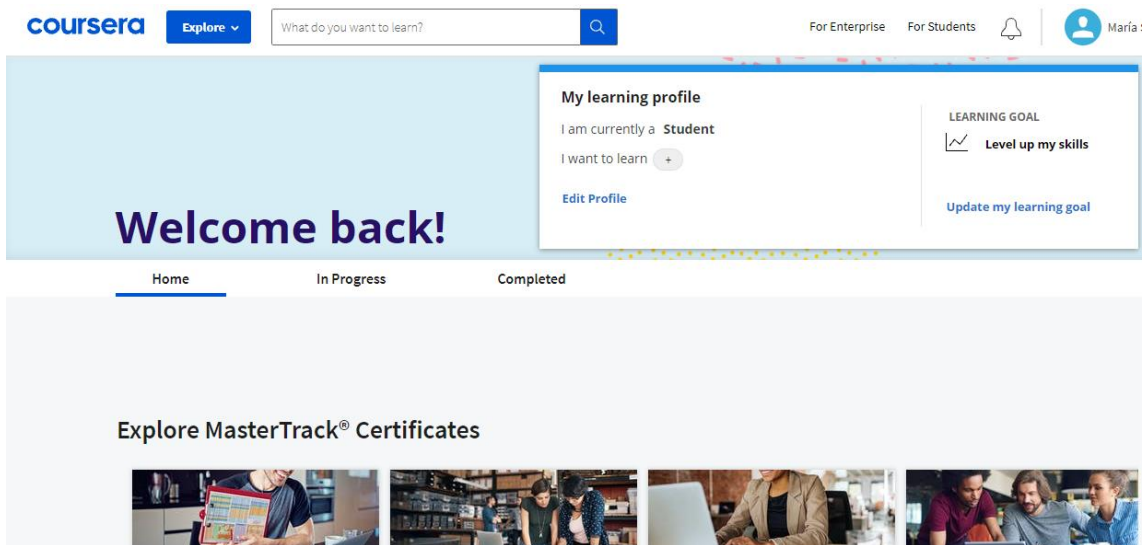 coursera
Explore
What do you want to learn?
For Enterprise
For Students
María
My learning profile
I am currently a Student
I want to learn +
Edit Profile
LEARNING GOAL
Level up my skills
Update my learning goal
Welcome back!
Home
In Progress
Completed
Explore MasterTrack® Certificates